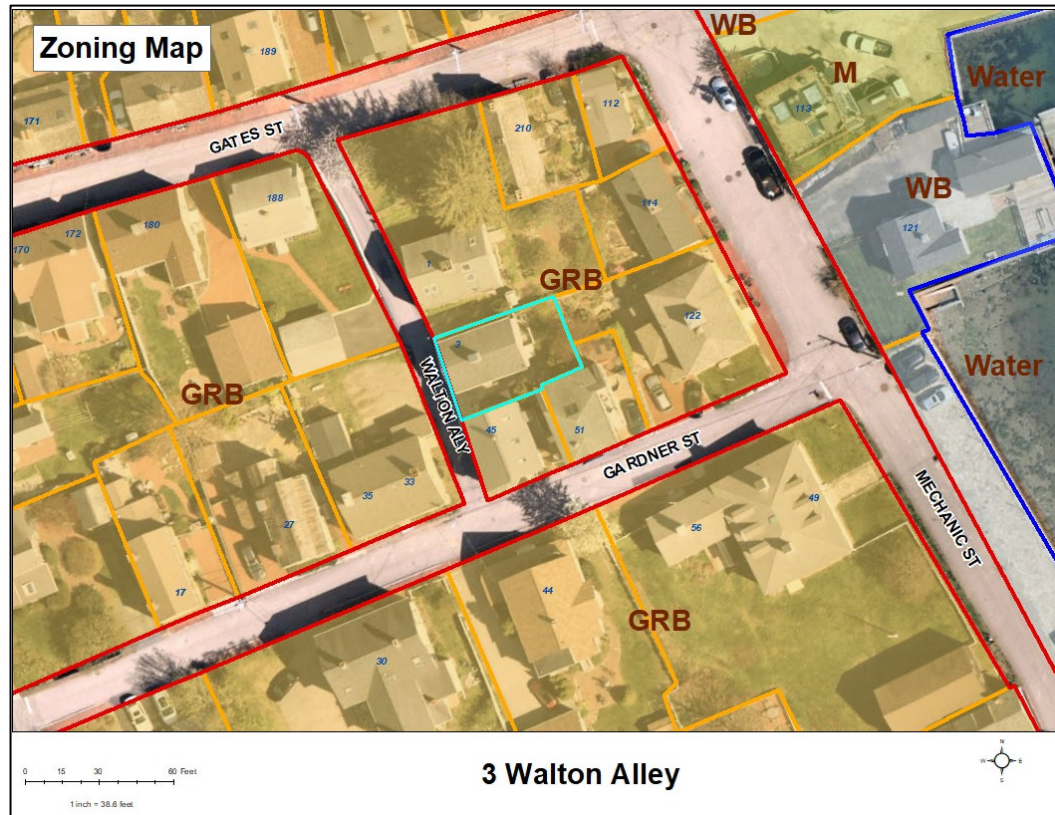 Zoning Map
189
WB
M
Water
171
113
GATES ST
112
210
188
WB
172
180
114
170
121
1
GRB
122
Water
3
GRB
WALTON ALY
45
51
GARDNER ST
33
35
49
MECHANIC ST
27
56
17
44
GRB
30
0 15 30 60 Feet
1 inch = 38.6 feet
3 Walton Alley
N
W E
S